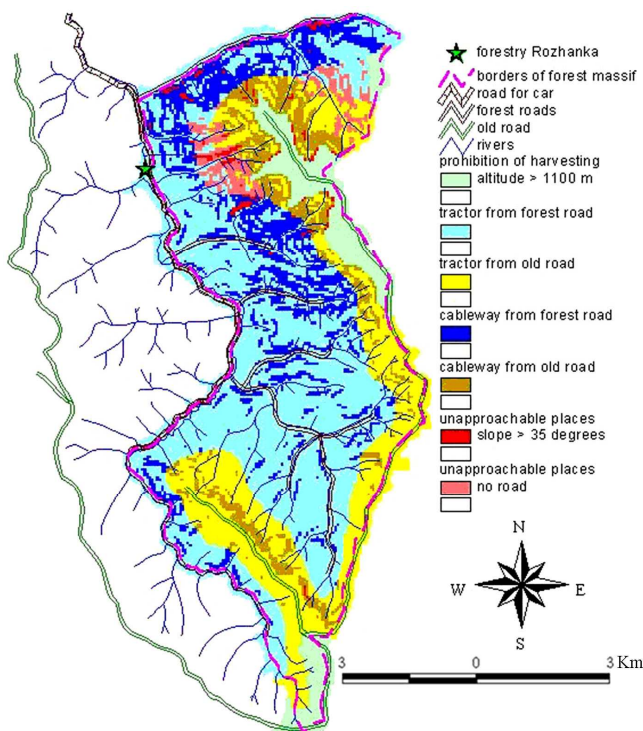 forestry Rozhanka
borders of forest massif
road for car
forest roads
old road
rivers
prohibition of harvesting
altitude > 1100 m
tractor from forest road
tractor from old road
cableway from forest road
cableway from old road
unapproachable places
slope > 35 degrees
unapproachable places
no road
N
W E
S
3 0 3 Km